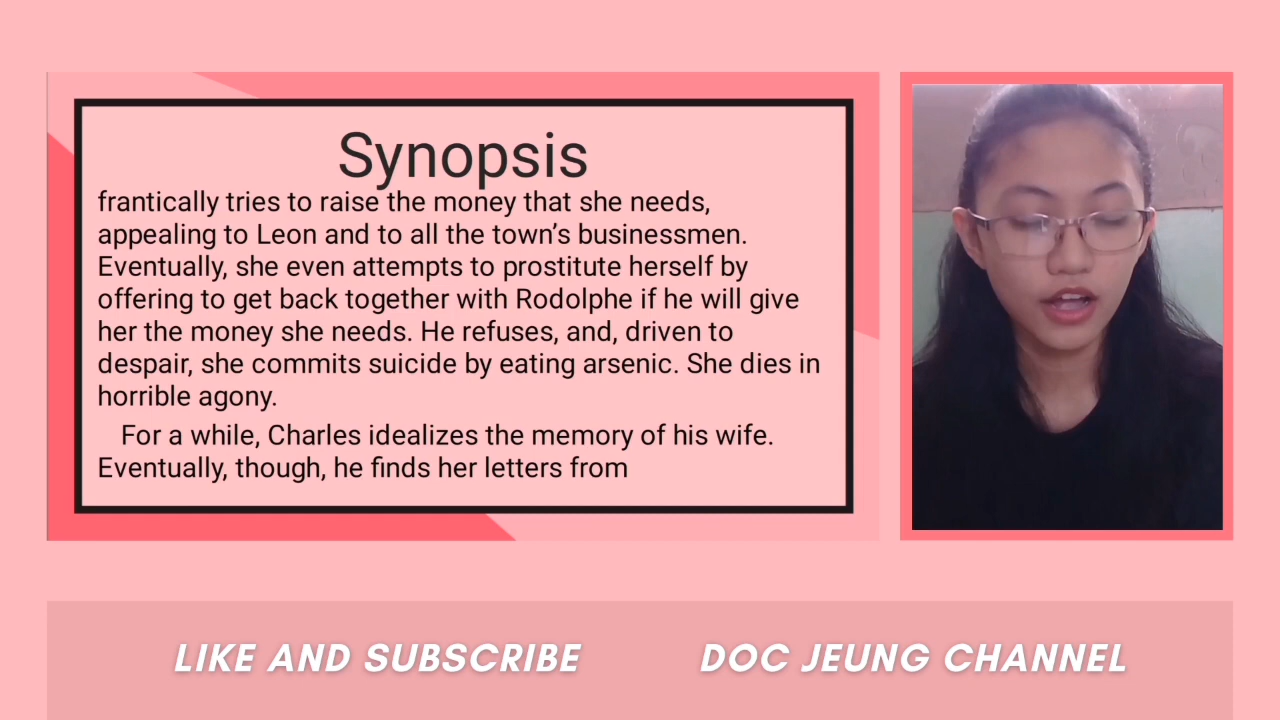 Synopsis
frantically tries to raise the money that she needs,
appealing to Leon and to all the town’s businessmen.
Eventually, she even attempts to prostitute herself by
offering to get back together with Rodolphe if he will give
her the money she needs. He refuses, and, driven to
despair, she commits suicide by eating arsenic. She dies in
horrible agony.
For a while, Charles idealizes the memory of his wife.
Eventually, though, he finds her letters from
LIKE AND SUBSCRIBE
DOC JEUNG CHANNEL